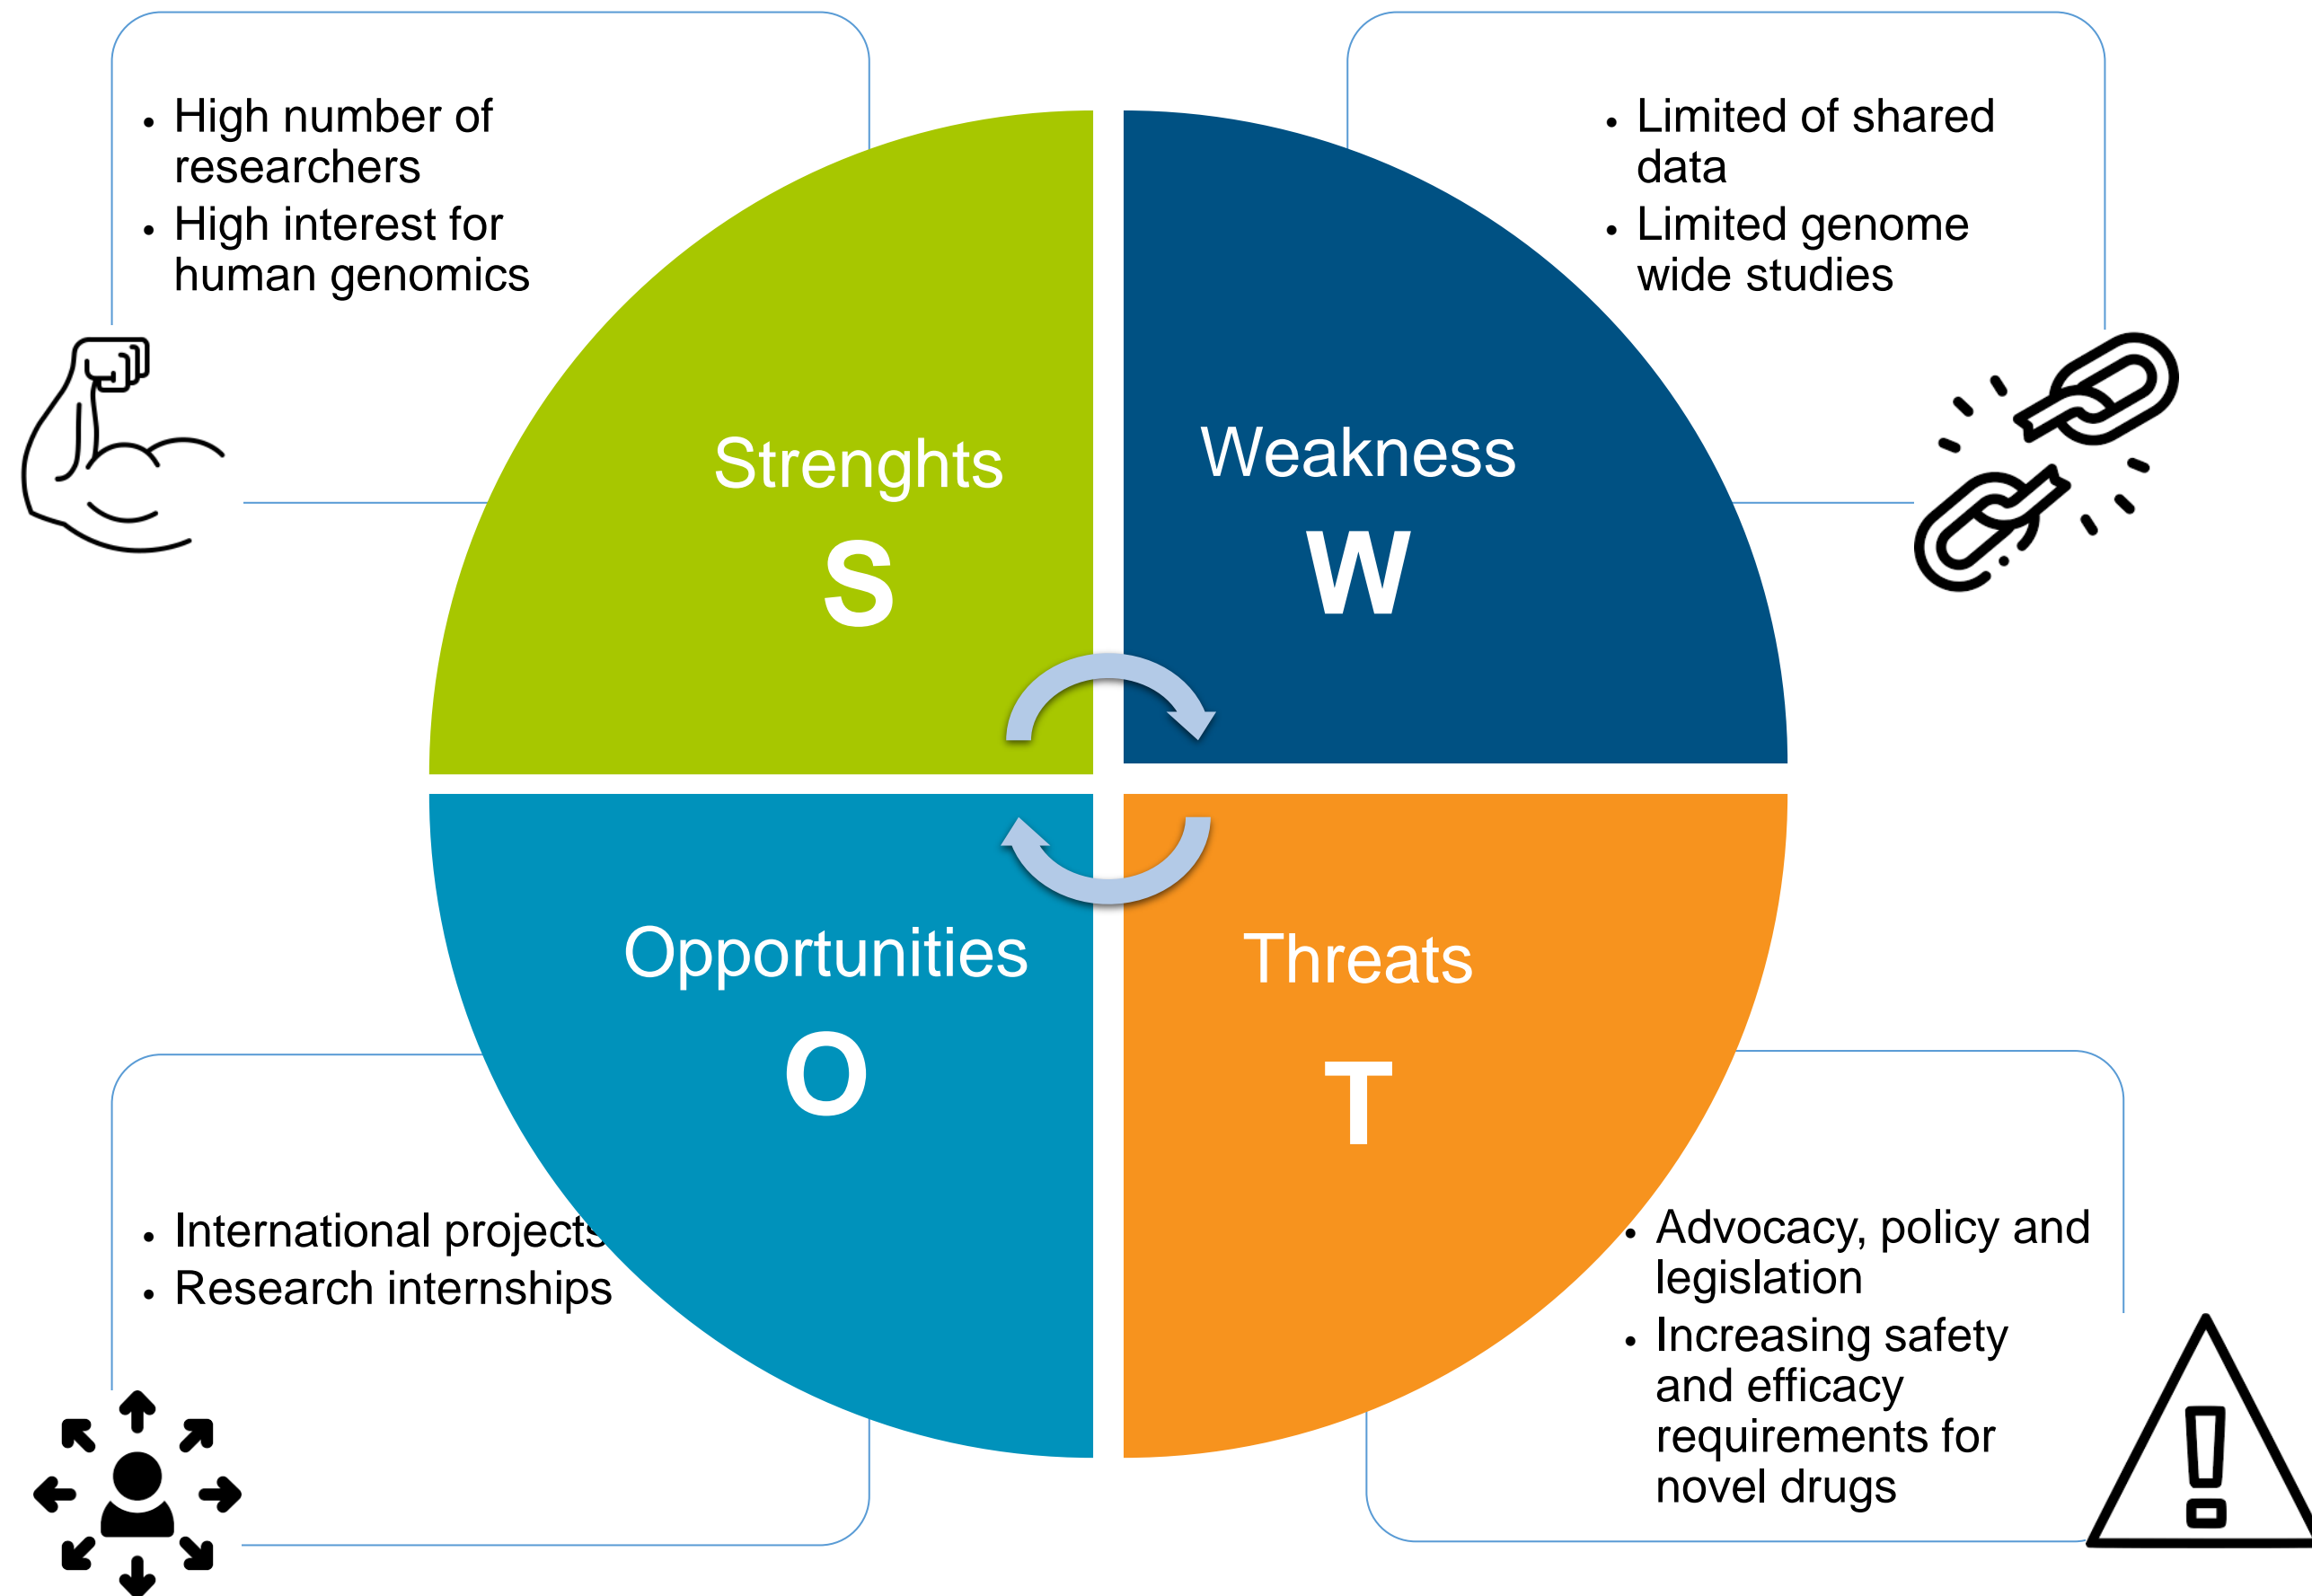 • High number of
researchers
• High interest for
human genomics
• Limited of shared
data
• Limited genome
wide studies
Strenghts
S
Weakness
W
Opportunities
O
Threats
T
• International projects
• Research internships
• Advocacy, policy and
legislation
• Increasing safety
and efficacy
requirements for
novel drugs